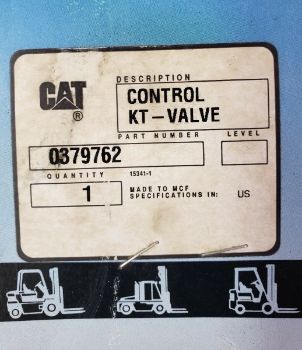 CAT
®
DESCRIPTION
CONTROL
KT-VALVE
PART NUMBER LEVEL
0379762
QUANTITY 15341-1
1
MADE TO MCF
SPECIFICATIONS IN: US